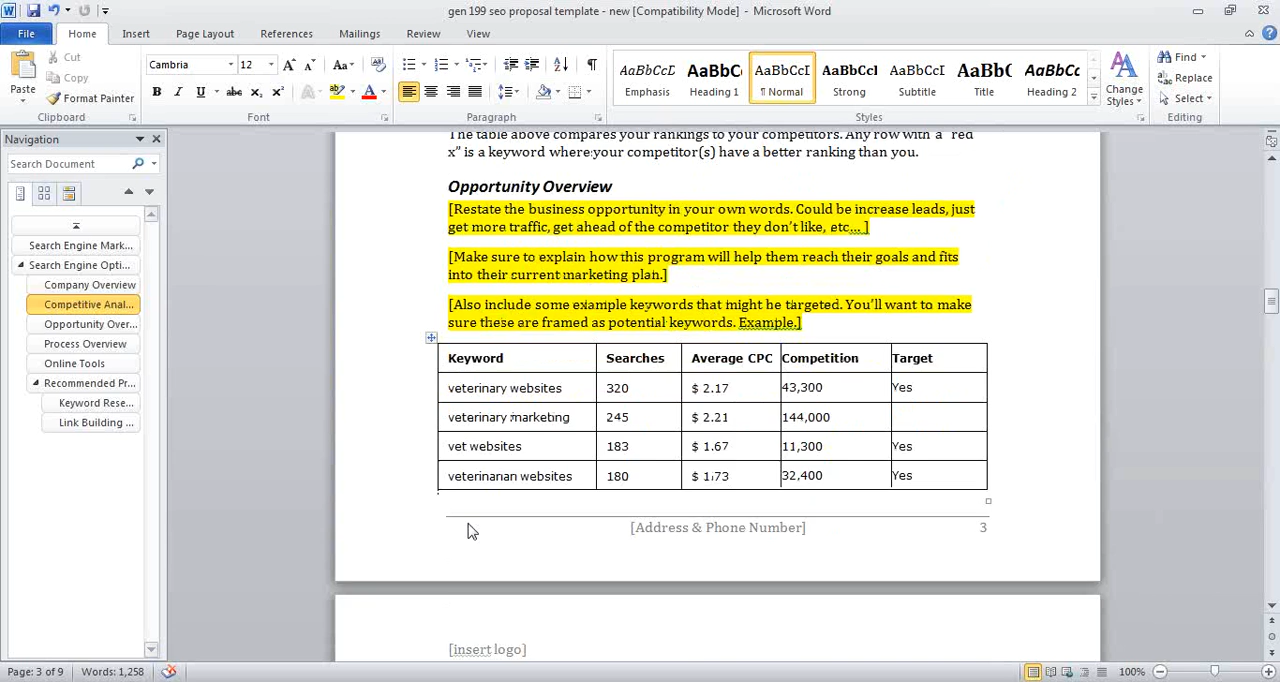 gen 199 seo proposal template - new [Compatibility Mode] - Microsoft Word
File Home Insert Page Layout References Mailings Review View
Paste
Cut
Copy
Format Painter
Clipboard
Cambria 12
Font
Paragraph
AaBbCcD AaBbC AaBbCcI AaBbCcI AaBbCcI AaBb( AaBbCc
Emphasis Heading 1 ¶ Normal Strong Subtitle Title Heading 2
Styles
Change Styles
Find
Replace
Select
Editing
Navigation
Search Document
Search Engine Mark...
Search Engine Opti...
Company Overview
Competitive Anal...
Opportunity Over...
Process Overview
Online Tools
Recommended Pr...
Keyword Rese...
Link Building ...
The table above compares your rankings to your competitors. Any row with a "red
x" is a keyword where your competitor(s) have a better ranking than you.
Opportunity Overview
[Restate the business opportunity in your own words. Could be increase leads, just
get more traffic, get ahead of the competitor they don't like, etc... ]
[Make sure to explain how this program will help them reach their goals and fits
into their current marketing plan.]
[Also include some example keywords that might be targeted. You'll want to make
sure these are framed as potential keywords. Example.]
Keyword Searches Average CPC Competition Target
veterinary websites 320 $ 2.17 43,300 Yes
veterinary marketing 245 $ 2.21 144,000
vet websites 183 $ 1.67 11,300 Yes
veterinarian websites 180 $ 1.73 32,400 Yes
[Address & Phone Number] 3
[insert logo]
Page: 3 of 9 Words: 1,258 100%